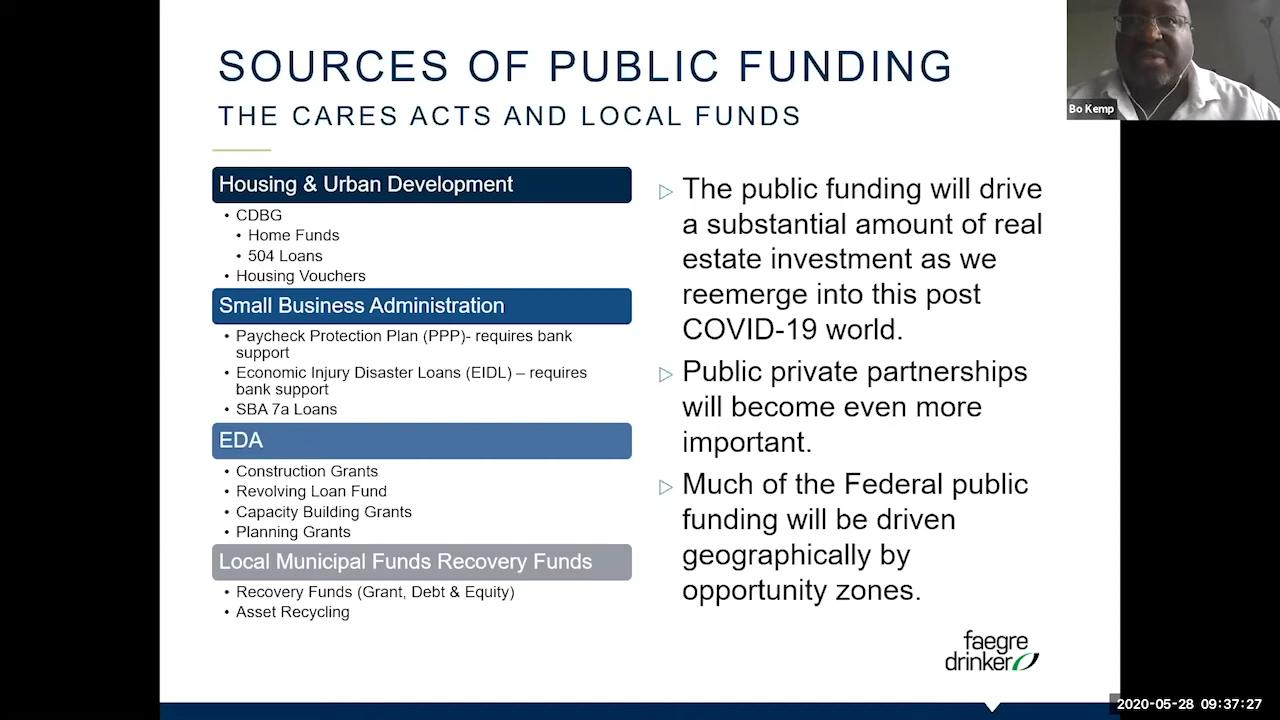 SOURCES OF PUBLIC FUNDING
THE CARES ACTS AND LOCAL FUNDS
Housing & Urban Development
• CDBG
• Home Funds
• 504 Loans
• Housing Vouchers
Small Business Administration
• Paycheck Protection Plan (PPP)- requires bank
support
• Economic Injury Disaster Loans (EIDL) – requires
bank support
• SBA 7a Loans
EDA
• Construction Grants
• Revolving Loan Fund
• Capacity Building Grants
• Planning Grants
Local Municipal Funds Recovery Funds
• Recovery Funds (Grant, Debt & Equity)
• Asset Recycling
The public funding will drive
a substantial amount of real
estate investment as we
reemerge into this post
COVID-19 world.
Public private partnerships
will become even more
important.
Much of the Federal public
funding will be driven
geographically by
opportunity zones.
faegre
drinker
Bo Kemp
2020-05-28 09:37:27